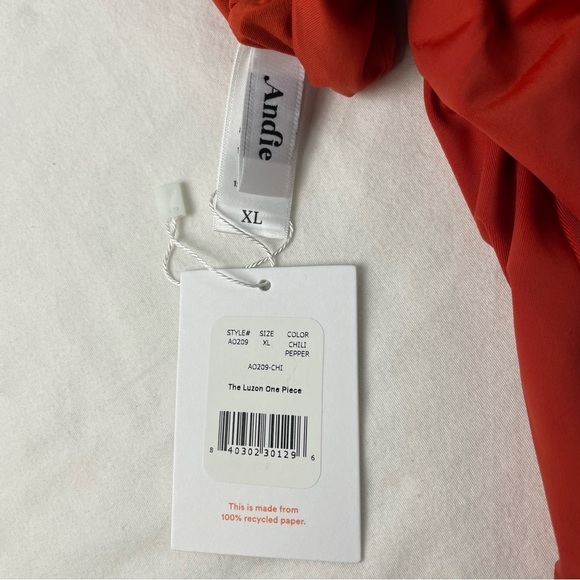 Andie
XL
STYLE# SIZE COLOR
AO209 XL CHILI
PEPPER
AO209-CHI
The Luzon One Piece
8 40302 30129 6
This is made from
100% recycled paper.